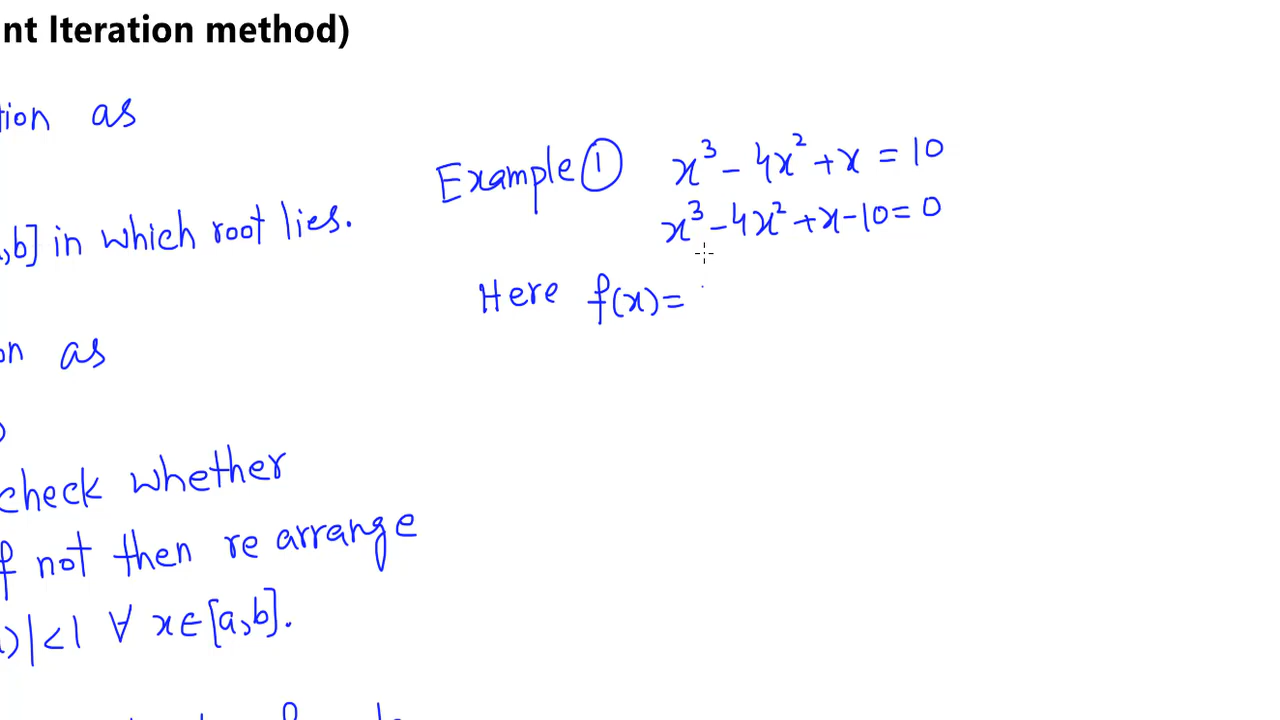 nt Iteration method)
tion as
,b] in which root lies.
on as
check whether
f not then re arrange
)|<1 ∀ x∈[a,b].
Example ① x³ - 4x² + x = 10
x³ - 4x² + x - 10 = 0
Here f(x) =